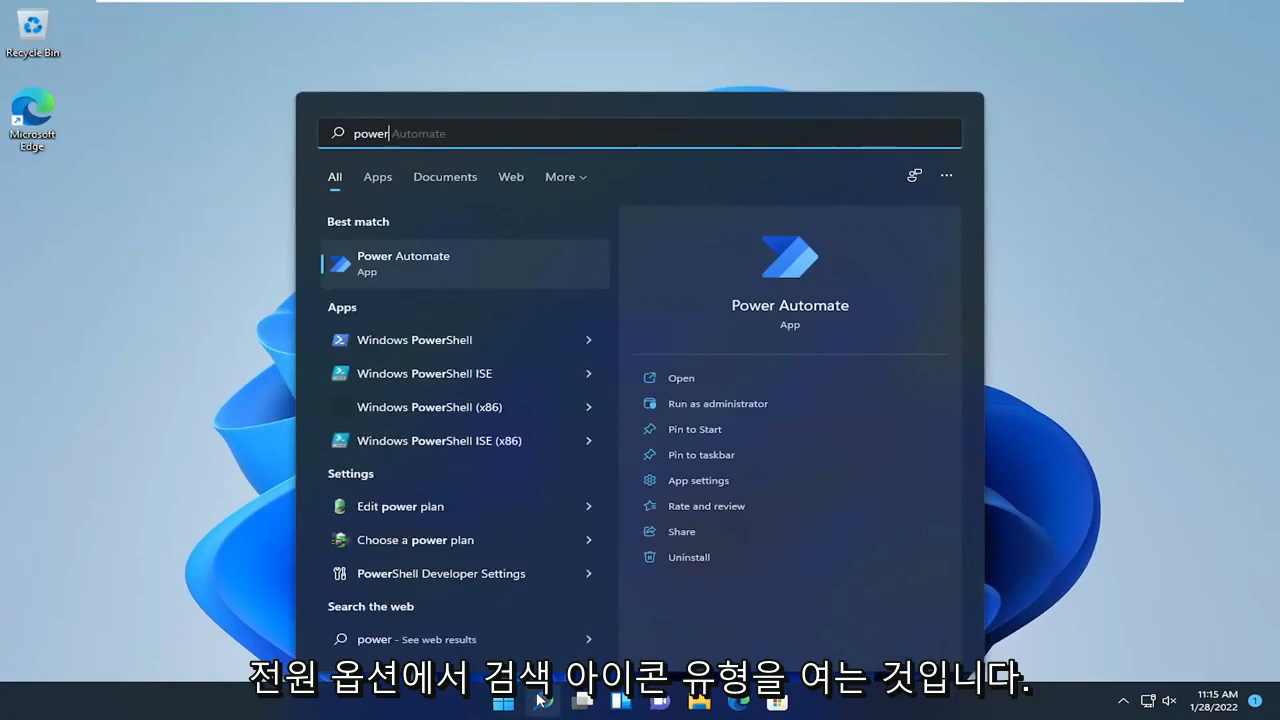 Recycle Bin
Microsoft
Edge
power Automate
All Apps Documents Web More
Best match
Power Automate
App
Apps
Windows PowerShell
Windows PowerShell ISE
Windows PowerShell (x86)
Windows PowerShell ISE (x86)
Settings
Edit power plan
Choose a power plan
PowerShell Developer Settings
Search the web
power - See web results
Power Automate
App
Open
Run as administrator
Pin to Start
Pin to taskbar
App settings
Rate and review
Share
Uninstall
전원 옵션에서 검색 아이콘 유형을 여는 것입니다.
11:15 AM
1/28/2022
1